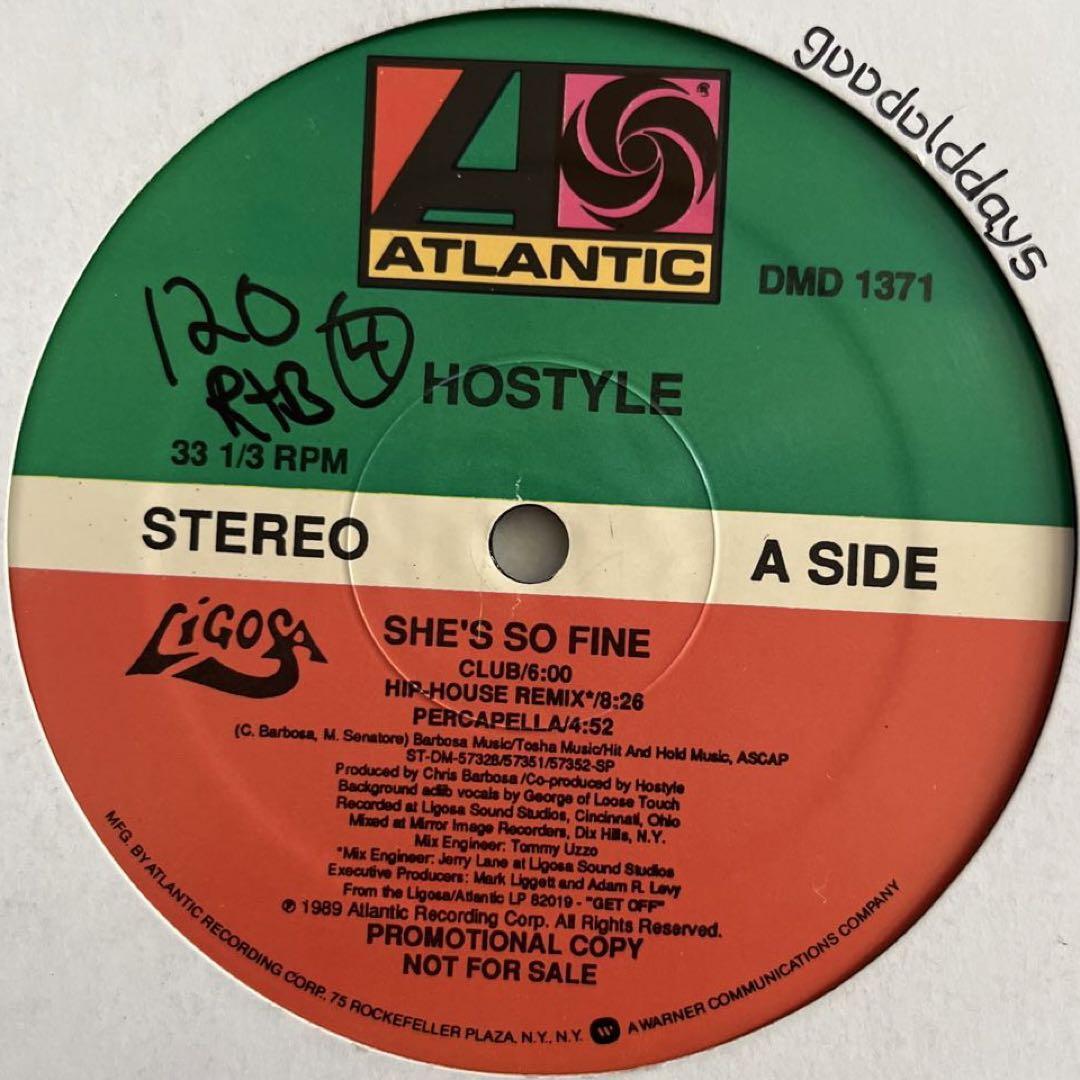 goodolddays
ATLANTIC
DMD 1371
120
R+B
4
HOSTYLE
33 1/3 RPM
STEREO
A SIDE
LIGOSA
SHE'S SO FINE
CLUB/6:00
HIP-HOUSE REMIX*/8:26
PERCAPELLA/4:52
(C. Barbosa, M. Senatore) Barbosa Music/Tosha Music/Hit And Hold Music, ASCAP
ST-DM-57328/57351/57352-SP
Produced by Chris Barbosa /Co-produced by Hostyle
Background adlib vocals by George of Loose Touch
Recorded at Ligosa Sound Studios, Cincinnati, Ohio
Mixed at Mirror Image Recorders, Dix Hills, N.Y.
Mix Engineer: Tommy Uzzo
*Mix Engineer: Jerry Lane at Ligosa Sound Studios
Executive Producers: Mark Liggett and Adam R. Levy
From the Ligosa/Atlantic LP 82019 - "GET OFF"
℗ 1989 Atlantic Recording Corp. All Rights Reserved.
PROMOTIONAL COPY
NOT FOR SALE
MFG. BY ATLANTIC RECORDING CORP., 75 ROCKEFELLER PLAZA, N.Y., N.Y. A WARNER COMMUNICATIONS COMPANY